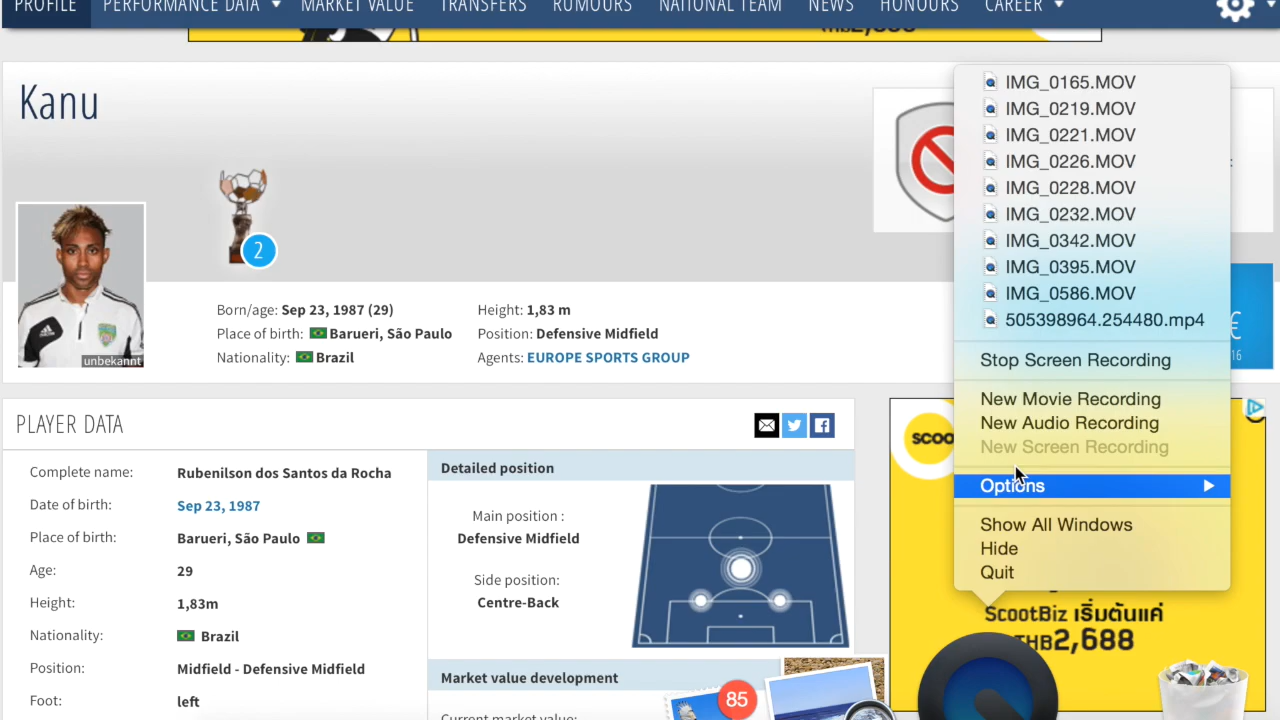 PROFILE PERFORMANCE DATA MARKET VALUE TRANSFERS RUMOURS NATIONAL TEAM NEWS HONOURS CAREER
Kanu
2
unbekannt
Born/age: Sep 23, 1987 (29)
Place of birth: Barueri, São Paulo
Nationality: Brazil
Height: 1,83 m
Position: Defensive Midfield
Agents: EUROPE SPORTS GROUP
€
16
IMG_0165.MOV
IMG_0219.MOV
IMG_0221.MOV
IMG_0226.MOV
IMG_0228.MOV
IMG_0232.MOV
IMG_0342.MOV
IMG_0395.MOV
IMG_0586.MOV
505398964.254480.mp4
Stop Screen Recording
New Movie Recording
New Audio Recording
New Screen Recording
Options
Show All Windows
Hide
Quit
PLAYER DATA
Complete name: Rubenilson dos Santos da Rocha
Date of birth: Sep 23, 1987
Place of birth: Barueri, São Paulo
Age: 29
Height: 1,83m
Nationality: Brazil
Position: Midfield - Defensive Midfield
Foot: left
Detailed position
Main position :
Defensive Midfield
Side position:
Centre-Back
Market value development
Current market value:
85
scoo
ScootBiz เริ่มต้นแค่
THB2,688